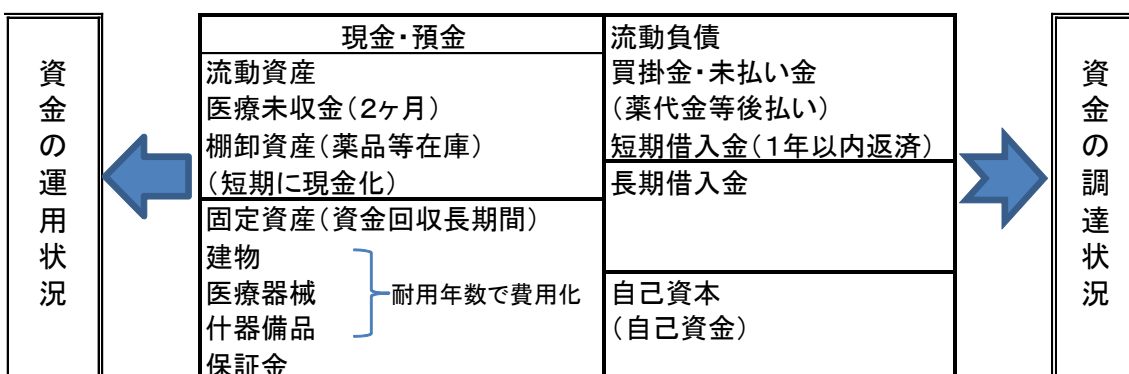 資金の運用状況
現金・預金
流動資産
医療未収金(2ヶ月)
棚卸資産(薬品等在庫)
(短期に現金化)
固定資産(資金回収長期間)
建物
医療器械
什器備品
耐用年数で費用化
保証金
流動負債
買掛金・未払い金
(薬代金等後払い)
短期借入金(1年以内返済)
長期借入金
自己資本
(自己資金)
資金の調達状況